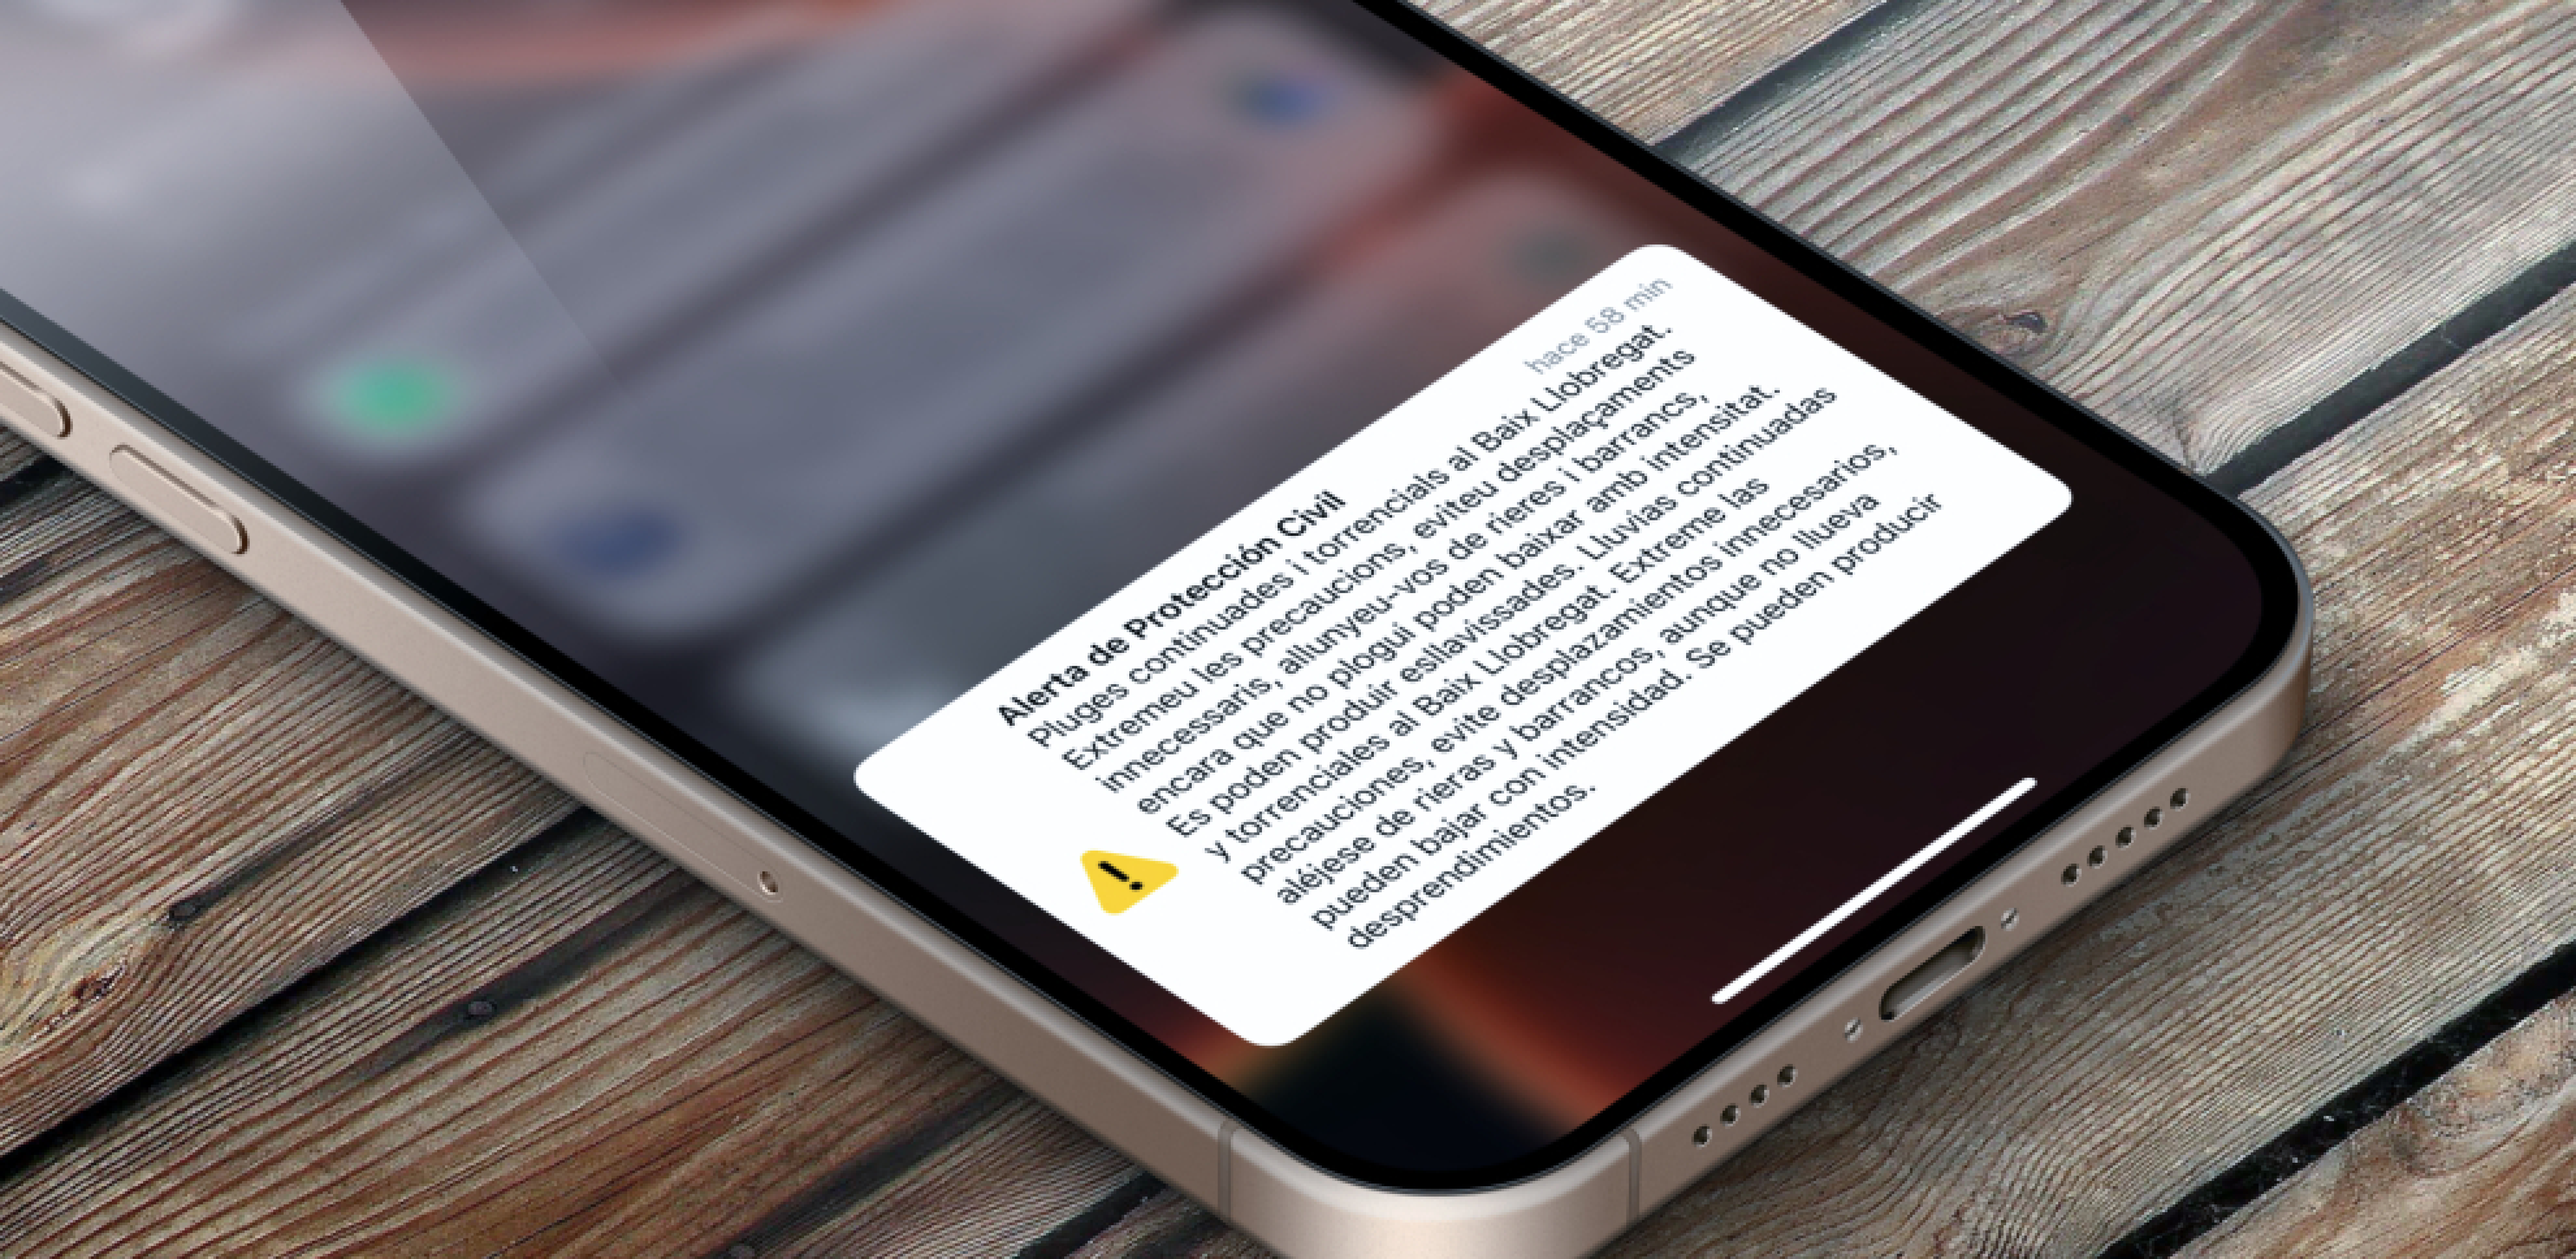 hace 58 min
Alerta de Protección Civil
Pluges continuades i torrencials al Baix Llobregat.
Extremeu les precaucions, eviteu desplaçaments
innecessaris, allunyeu-vos de rieres i barrancs,
encara que no plogui poden baixar amb intensitat.
Es poden produir esllavissades. Lluvias continuadas
y torrenciales al Baix Llobregat. Extreme las
precauciones, evite desplazamientos innecesarios,
aléjese de rieras y barrancos, aunque no llueva
pueden bajar con intensidad. Se pueden producir
desprendimientos.